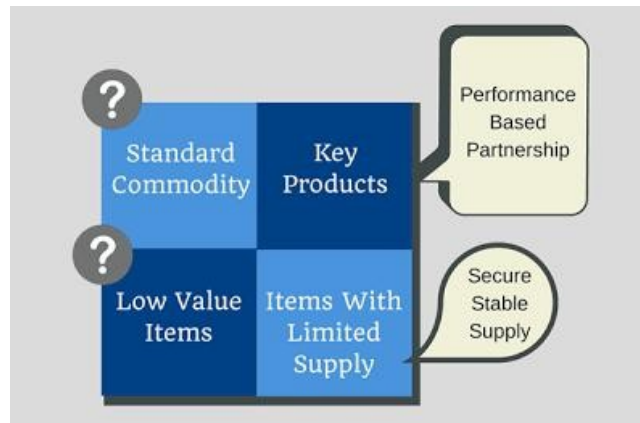 ?
Standard
Commodity
Key
Products
Performance
Based
Partnership
?
Low Value
Items
Items With
Limited
Supply
Secure
Stable
Supply